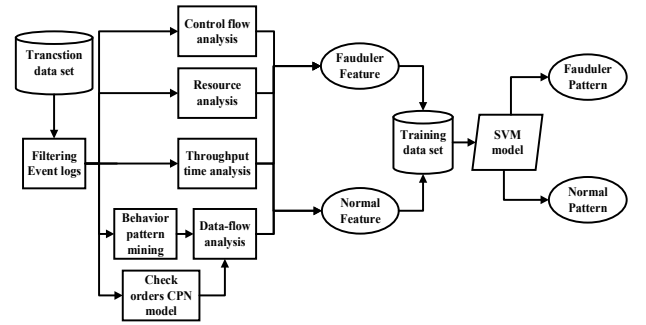 Trancstion
data set
Filtering
Event logs
Control flow
analysis
Resource
analysis
Throughput
time analysis
Behavior
pattern
mining
Data-flow
analysis
Check
orders CPN
model
Fauduler
Feature
Normal
Feature
Training
data set
SVM
model
Fauduler
Pattern
Normal
Pattern